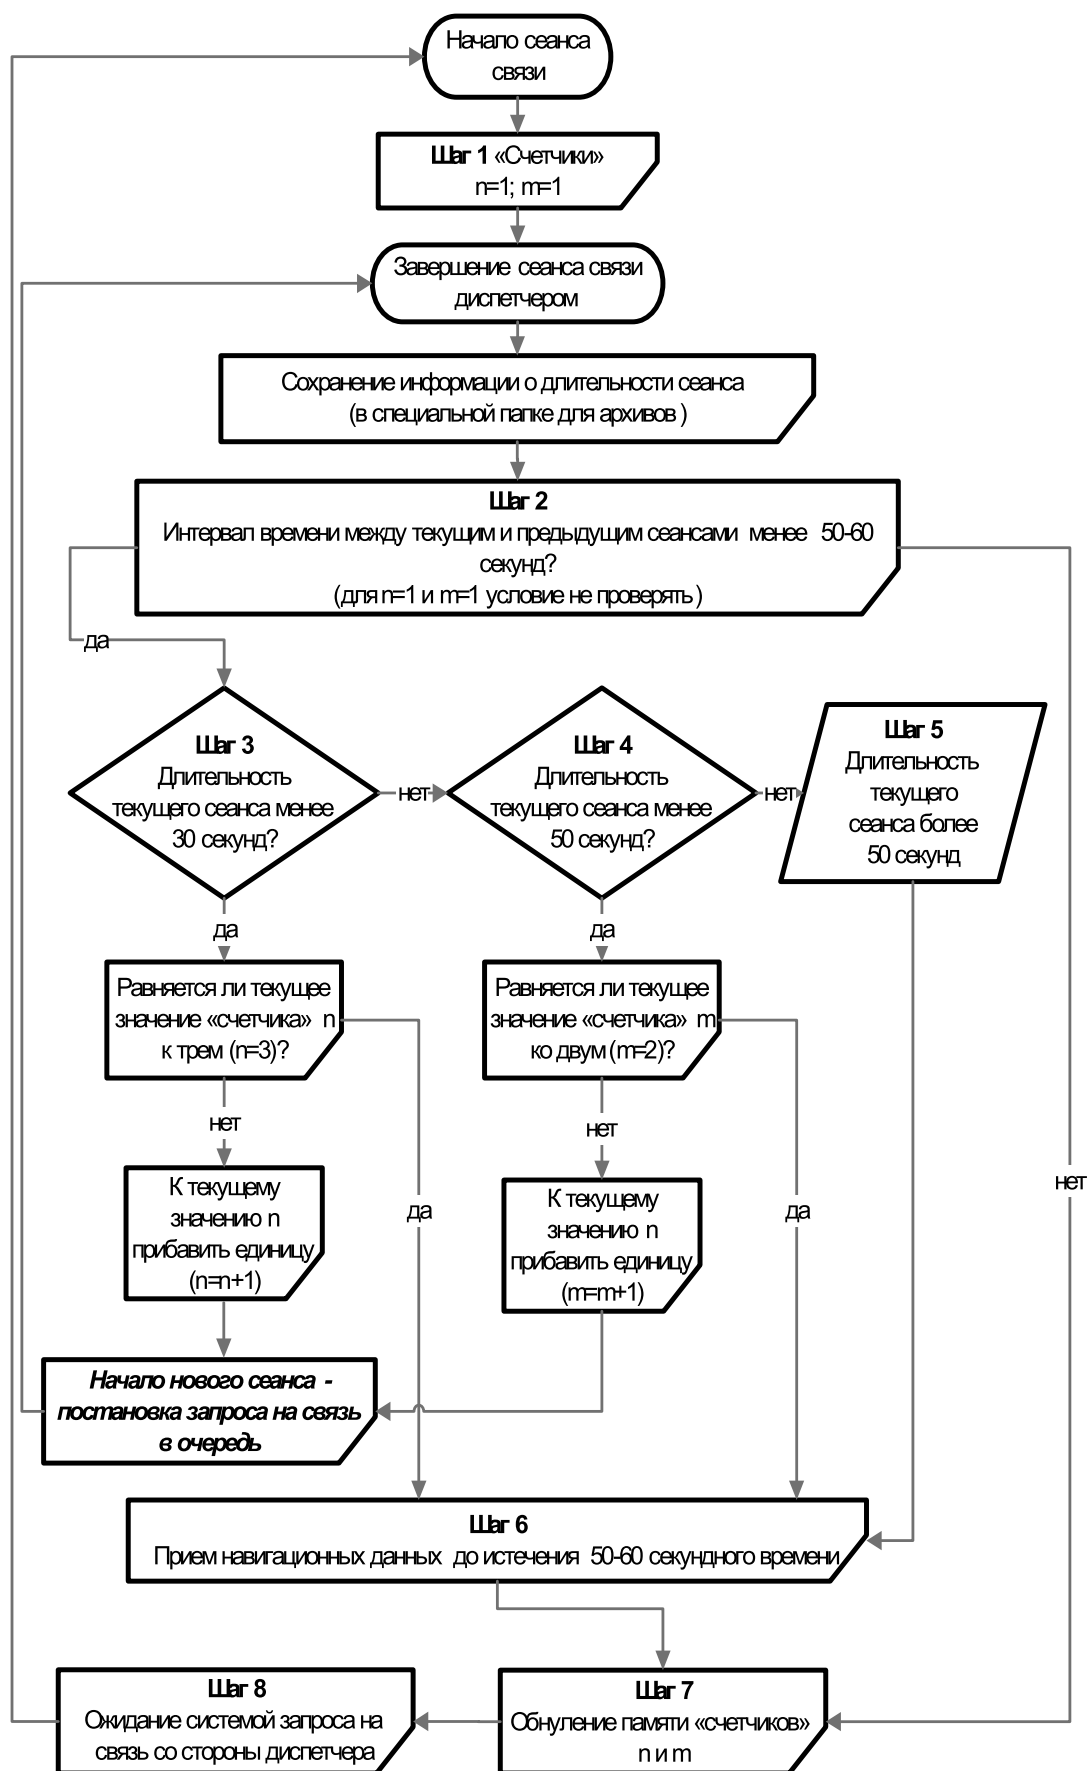 Начало сеанса
связи
Шаг 1 «Счетчики»
n=1; m=1
Завершение сеанса связи
диспетчером
Сохранение информации о длительности сеанса
(в специальной папке для архивов )
Шаг 2
Интервал времени между текущим и предыдущим сеансами менее 50-60
секунд?
(для n=1 и m=1 условие не проверять )
да
Шаг 3
Длительность
текущего сеанса менее
30 секунд?
нет
Шаг 4
Длительность
текущего сеанса менее
50 секунд?
нет
Шаг 5
Длительность
текущего
сеанса более
50 секунд
да
да
Равняется ли текущее
значение «счетчика» n
к трем (n=3)?
Равняется ли текущее
значение «счетчика» m
ко двум (m=2)?
нет
нет
К текущему
значению n
прибавить единицу
(n=n+1)
да
К текущему
значению n
прибавить единицу
(m=m+1)
да
нет
Начало нового сеанса -
постановка запроса на связь
в очередь
Шаг 6
Прием навигационных данных до истечения 50-60 секундного времени
Шаг 8
Ожидание системой запроса на
связь со стороны диспетчера
Шаг 7
Обнуление памяти «счетчиков»
n и m